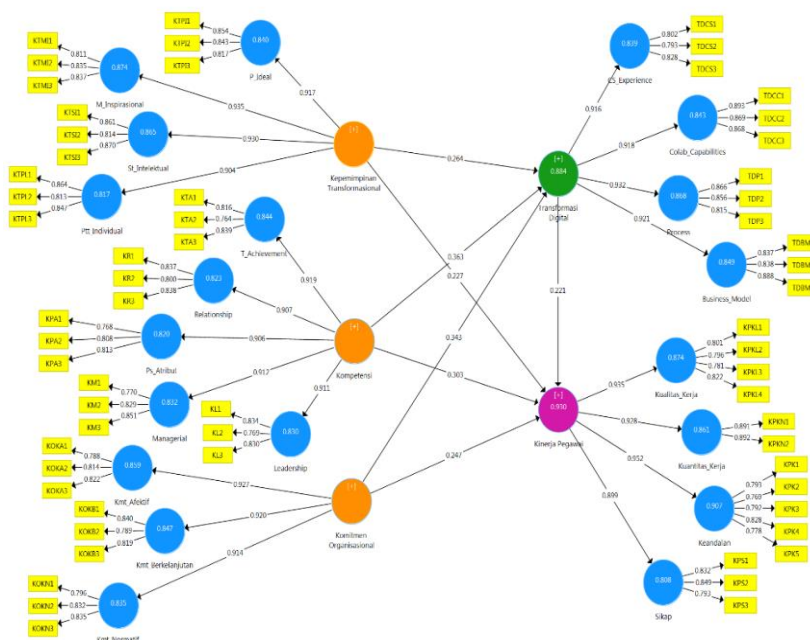 KTPI1
KTPI2
KTPI3
0.854
0.843
0.817
0.840
P_Ideal
KTMI1
KTMI2
KTMI3
0.811
0.835
0.837
0.874
M_Inspirasional
KTSI1
KTSI2
KTSI3
0.861
0.814
0.870
0.865
St_Intelektual
KTPL1
KTPL2
KTPL3
0.864
0.813
0.847
0.817
Ptt_Individual
0.917
0.935
0.930
0.904
[+]
Kepemimpinan
Transformasional
KTA1
KTA2
KTA3
0.816
0.764
0.839
0.844
T_Achievement
KR1
KR2
KR3
0.837
0.800
0.838
0.823
Relationship
KPA1
KPA2
KPA3
0.768
0.808
0.813
0.820
Ps_Atribut
KM1
KM2
KM3
0.770
0.829
0.851
0.832
Managerial
KL1
KL2
KL3
0.834
0.769
0.830
0.830
Leadership
0.919
0.907
0.906
0.912
0.911
[+]
Kompetensi
KOKA1
KOKA2
KOKA3
0.788
0.814
0.822
0.859
Kmt_Afektif
KOKB1
KOKB2
KOKB3
0.840
0.789
0.819
0.847
Kmt Berkelanjutan
KOKN1
KOKN2
KOKN3
0.796
0.832
0.835
0.835
Kmt_Normatif
0.927
0.920
0.914
[+]
Komitmen
Organisasional
0.264
0.363
0.227
0.343
0.303
0.247
0.221
[+]
0.884
Transformasi
Digital
0.916
0.918
0.932
0.921
0.839
CS_Experience
0.802
0.793
0.828
TDCS1
TDCS2
TDCS3
0.843
Colab_Capabilities
0.893
0.869
0.868
TDCC1
TDCC2
TDCC3
0.868
Process
0.866
0.856
0.815
TDP1
TDP2
TDP3
0.849
Business_Model
0.837
0.838
0.888
TDBM
TDBM
TDBM
[+]
0.930
Kinerja Pegawai
0.935
0.928
0.952
0.899
0.874
Kualitas_Kerja
0.801
0.796
0.781
0.822
KPKL1
KPKL2
KPKL3
KPKL4
0.861
Kuantitas_Kerja
0.891
0.892
KPKN1
KPKN2
0.907
Keandalan
0.793
0.769
0.797
0.828
0.778
KPK1
KPK2
KPK3
KPK4
KPK5
0.808
Sikap
0.832
0.849
0.793
KPS1
KPS2
KPS3